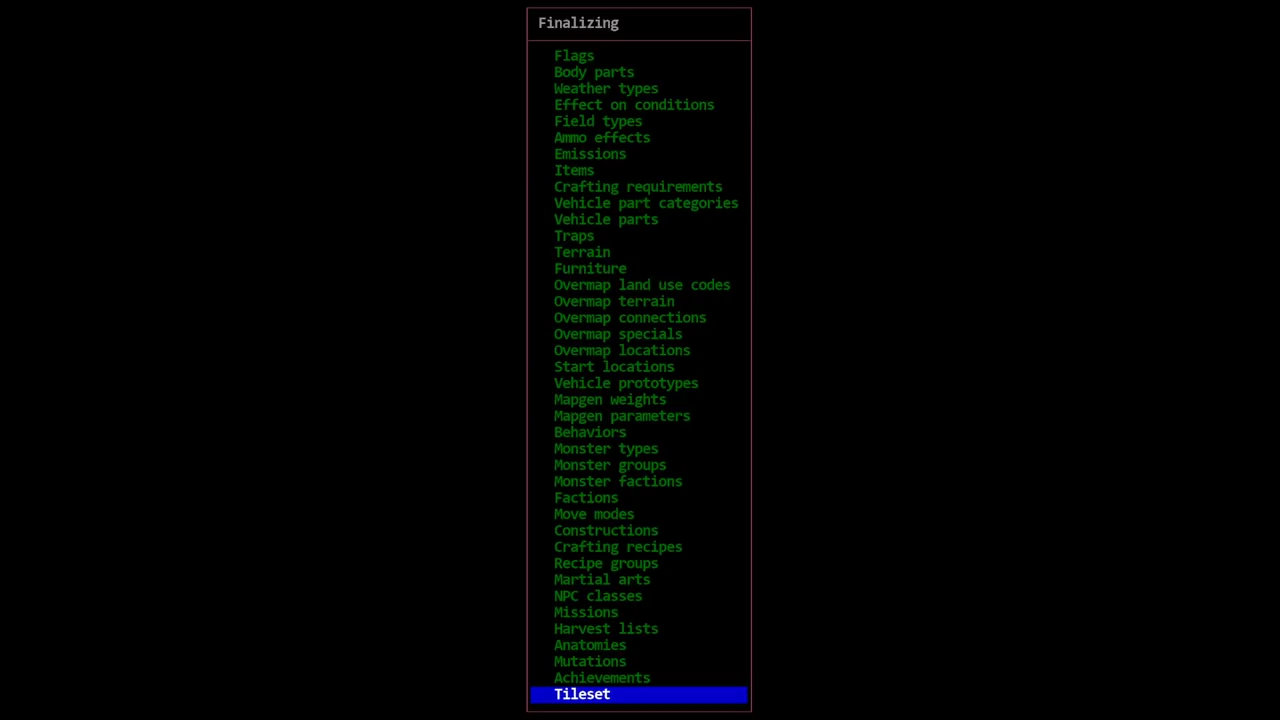 Finalizing
Flags
Body parts
Weather types
Effect on conditions
Field types
Ammo effects
Emissions
Items
Crafting requirements
Vehicle part categories
Vehicle parts
Traps
Terrain
Furniture
Overmap land use codes
Overmap terrain
Overmap connections
Overmap specials
Overmap locations
Start locations
Vehicle prototypes
Mapgen weights
Mapgen parameters
Behaviors
Monster types
Monster groups
Monster factions
Factions
Move modes
Constructions
Crafting recipes
Recipe groups
Martial arts
NPC classes
Missions
Harvest lists
Anatomies
Mutations
Achievements
Tileset